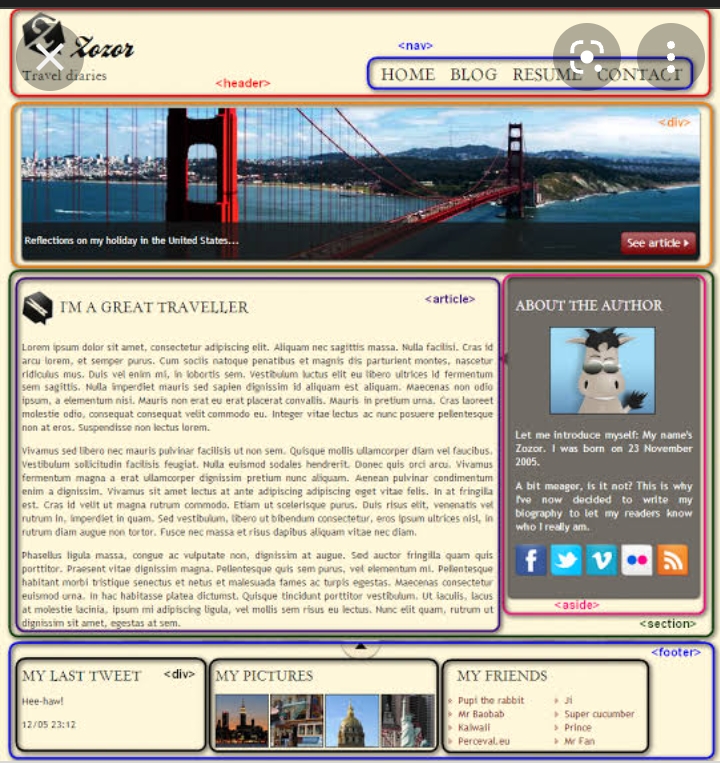 Zozor
Travel diaries
<header>
<nav>
HOME BLOG RESUME CONTACT
<div>
Reflections on my holiday in the United States...
See article
I'M A GREAT TRAVELLER
<article>
Lorem ipsum dolor sit amet, consectetur adipiscing elit. Aliquam nec sagittis massa. Nulla facilisi. Cras id
arcu lorem, et semper purus. Cum sociis natoque penatibus et magnis dis parturient montes, nascetur
ridiculus mus. Duis vel enim mi, in lobortis sem. Vestibulum luctus elit eu libero ultrices id fermentum
sem sagittis. Nulla imperdiet mauris sed sapien dignissim id aliquam est aliquam. Maecenas non odio
ipsum, a elementum nisi. Mauris non erat eu erat placerat convallis. Mauris in pretium urna. Cras laoreet
molestie odio, consequat consequat velit commodo eu. Integer vitae lectus ac nunc posuere pellentesque
non at eros. Suspendisse non lectus lorem.
Vivamus sed libero nec mauris pulvinar facilisis ut non sem. Quisque mollis ullamcorper diam vel faucibus.
Vestibulum sollicitudin facilisis feugiat. Nulla euismod sodales hendrerit. Donec quis orci arcu. Vivamus
fermentum magna a erat ullamcorper dignissim pretium nunc aliquam. Aenean pulvinar condimentum
enim a dignissim. Vivamus sit amet lectus at ante adipiscing adipiscing eget vitae felis. In at fringilla
est. Cras id velit ut magna rutrum commodo. Etiam ut scelerisque purus. Duis risus elit, venenatis vel
rutrum in, imperdiet in quam. Sed vestibulum, libero ut bibendum consectetur, eros ipsum ultrices nisl, in
rutrum diam augue non tortor. Fusce nec massa et risus dapibus aliquam vitae nec diam.
Phasellus ligula massa, congue ac vulputate non, dignissim at augue. Sed auctor fringilla quam quis
porttitor. Praesent vitae dignissim magna. Pellentesque quis sem purus, vel elementum mi. Pellentesque
habitant morbi tristique senectus et netus et malesuada fames ac turpis egestas. Maecenas consectetur
euismod urna. In hac habitasse platea dictumst. Quisque tincidunt porttitor vestibulum. Ut iaculis, lacus
at molestie lacinia, ipsum mi adipiscing ligula, vel mollis sem risus eu lectus. Nunc elit quam, rutrum ut
dignissim sit amet, egestas at sem.
ABOUT THE AUTHOR
Let me introduce myself: My name's
Zozor. I was born on 23 November
2005.
A bit meager, is it not? This is why
I've now decided to write my
biography to let my readers know
who I really am.
<aside>
<section>
<footer>
MY LAST TWEET
<div>
Hee-haw!
12/05 23:12
MY PICTURES
MY FRIENDS
Pupi the rabbit
Mr Baobab
Kaiwaii
Perceval.eu
Ji
Super cucumber
Prince
Mr Fan